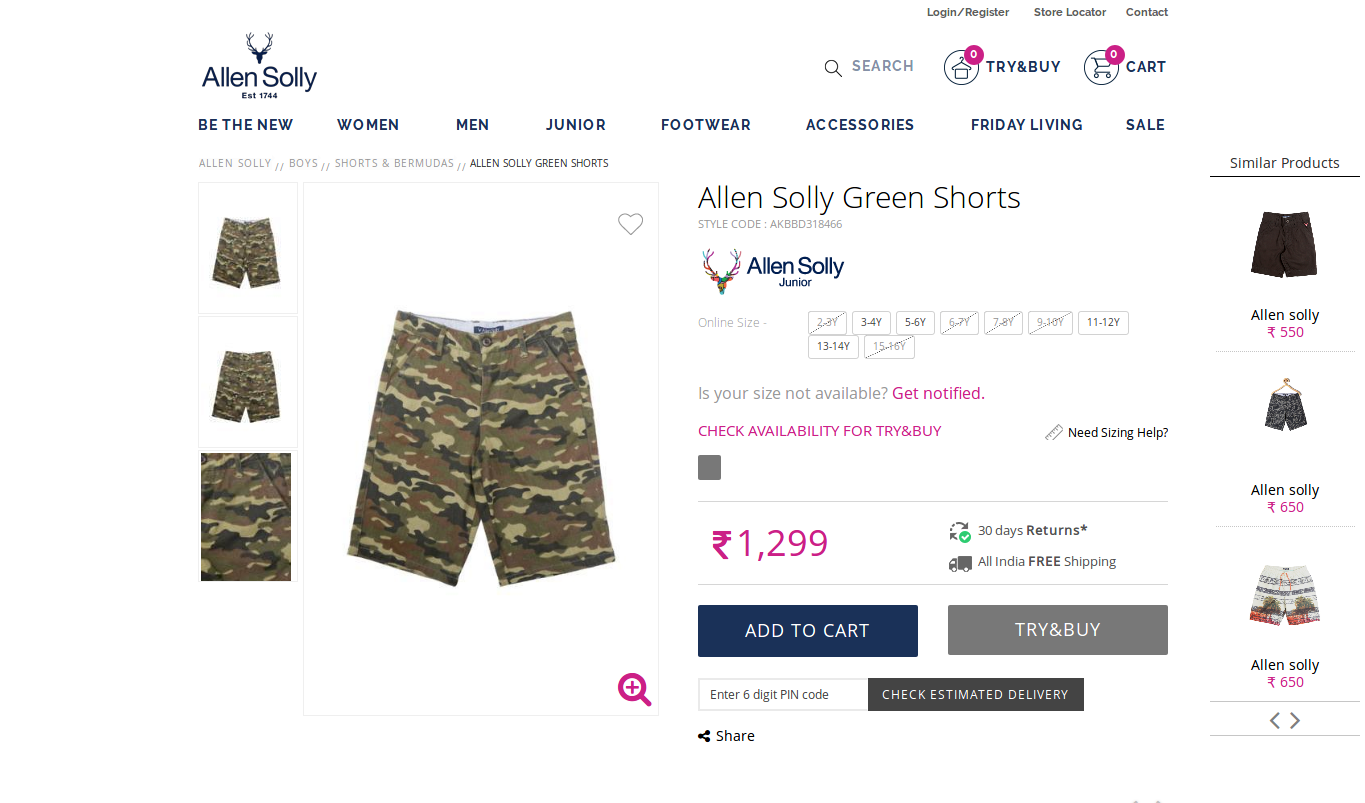 Login/Register Store Locator Contact
Allen Solly
Est 1744
SEARCH 0 TRY&BUY 0 CART
BE THE NEW WOMEN MEN JUNIOR FOOTWEAR ACCESSORIES FRIDAY LIVING SALE
ALLEN SOLLY // BOYS // SHORTS & BERMUDAS // ALLEN SOLLY GREEN SHORTS
Allen Solly Green Shorts
STYLE CODE : AKBBD318466
Allen Solly
Junior
Online Size - 2-3Y 3-4Y 5-6Y 6-7Y 7-8Y 9-10Y 11-12Y
13-14Y 15-16Y
Is your size not available? Get notified.
CHECK AVAILABILITY FOR TRY&BUY Need Sizing Help?
₹ 1,299
30 days Returns*
All India FREE Shipping
ADD TO CART TRY&BUY
Enter 6 digit PIN code CHECK ESTIMATED DELIVERY
Share
Similar Products
Allen solly
₹ 550
Allen solly
₹ 650
Allen solly
₹ 650